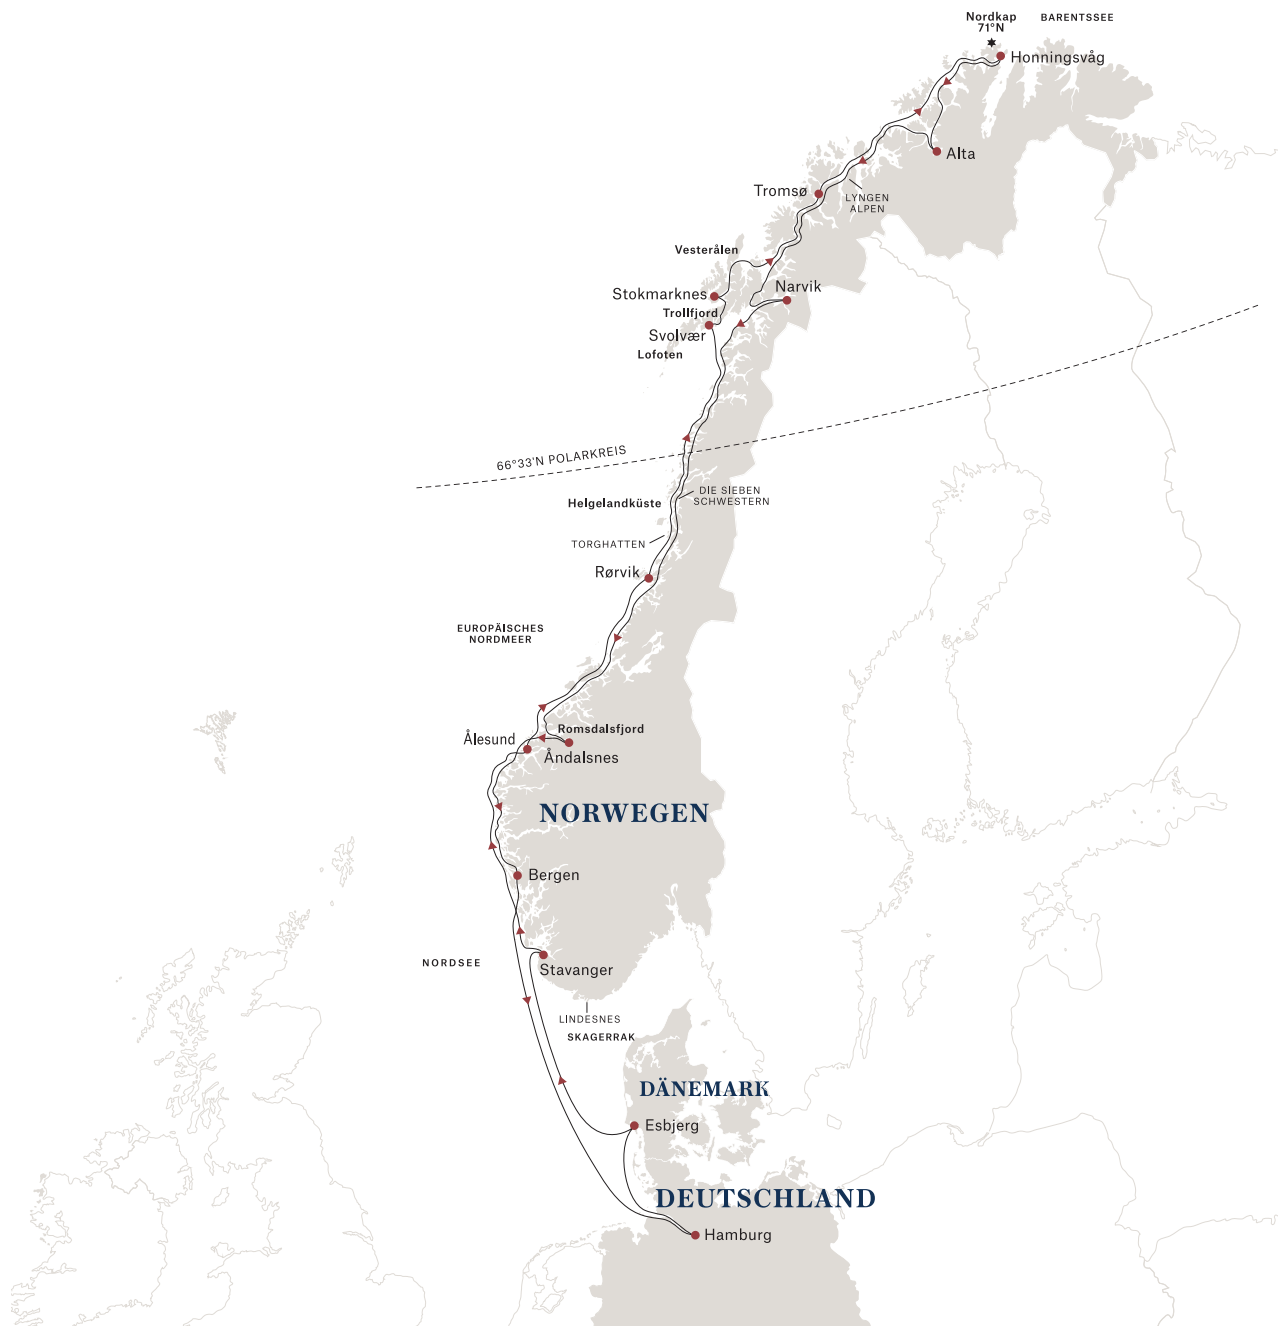 Nordkap
71°N
BARENTSSEE
Honningsvåg
Alta
Tromsø
LYNGEN
ALPEN
Vesterålen
Stokmarknes
Narvik
Trollfjord
Svolvær
Lofoten
66°33'N POLARKREIS
DIE SIEBEN
SCHWESTERN
Helgelandküste
TORGHATTEN
Rørvik
EUROPÄISCHES
NORDMEER
Romsdalsfjord
Ålesund
Åndalsnes
NORWEGEN
Bergen
NORDSEE
Stavanger
LINDESNES
SKAGERRAK
DÄNEMARK
Esbjerg
DEUTSCHLAND
Hamburg